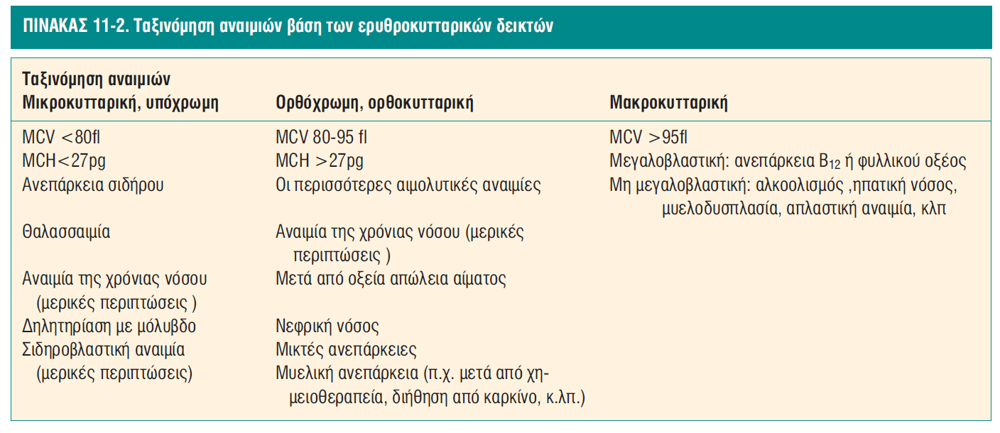 ΠΙΝΑΚΑΣ 11-2. Ταξινόμηση αναιμιών βάση των ερυθροκυτταρικών δεικτών
Ταξινόμηση αναιμιών
Μικροκυτταρική, υπόχρωμη Ορθόχρωμη, ορθοκυτταρική Μακροκυτταρική
MCV <80fl MCV 80-95 fl MCV >95fl
MCH<27pg MCH >27pg Μεγαλοβλαστική: ανεπάρκεια B12 ή φυλλικού οξέος
Ανεπάρκεια σιδήρου Οι περισσότερες αιμολυτικές αναιμίες Μη μεγαλοβλαστική: αλκοολισμός ,ηπατική νόσος,
μυελοδυσπλασία, απλαστική αναιμία, κλπ
Θαλασσαιμία Αναιμία της χρόνιας νόσου (μερικές
περιπτώσεις )
Αναιμία της χρόνιας νόσου Μετά από οξεία απώλεια αίματος
(μερικές περιπτώσεις )
Δηλητηρίαση με μόλυβδο Νεφρική νόσος
Σιδηροβλαστική αναιμία Μικτές ανεπάρκειες
(μερικές περιπτώσεις) Μυελική ανεπάρκεια (π.χ. μετά από χη-
μειοθεραπεία, διήθηση από καρκίνο, κ.λπ.)